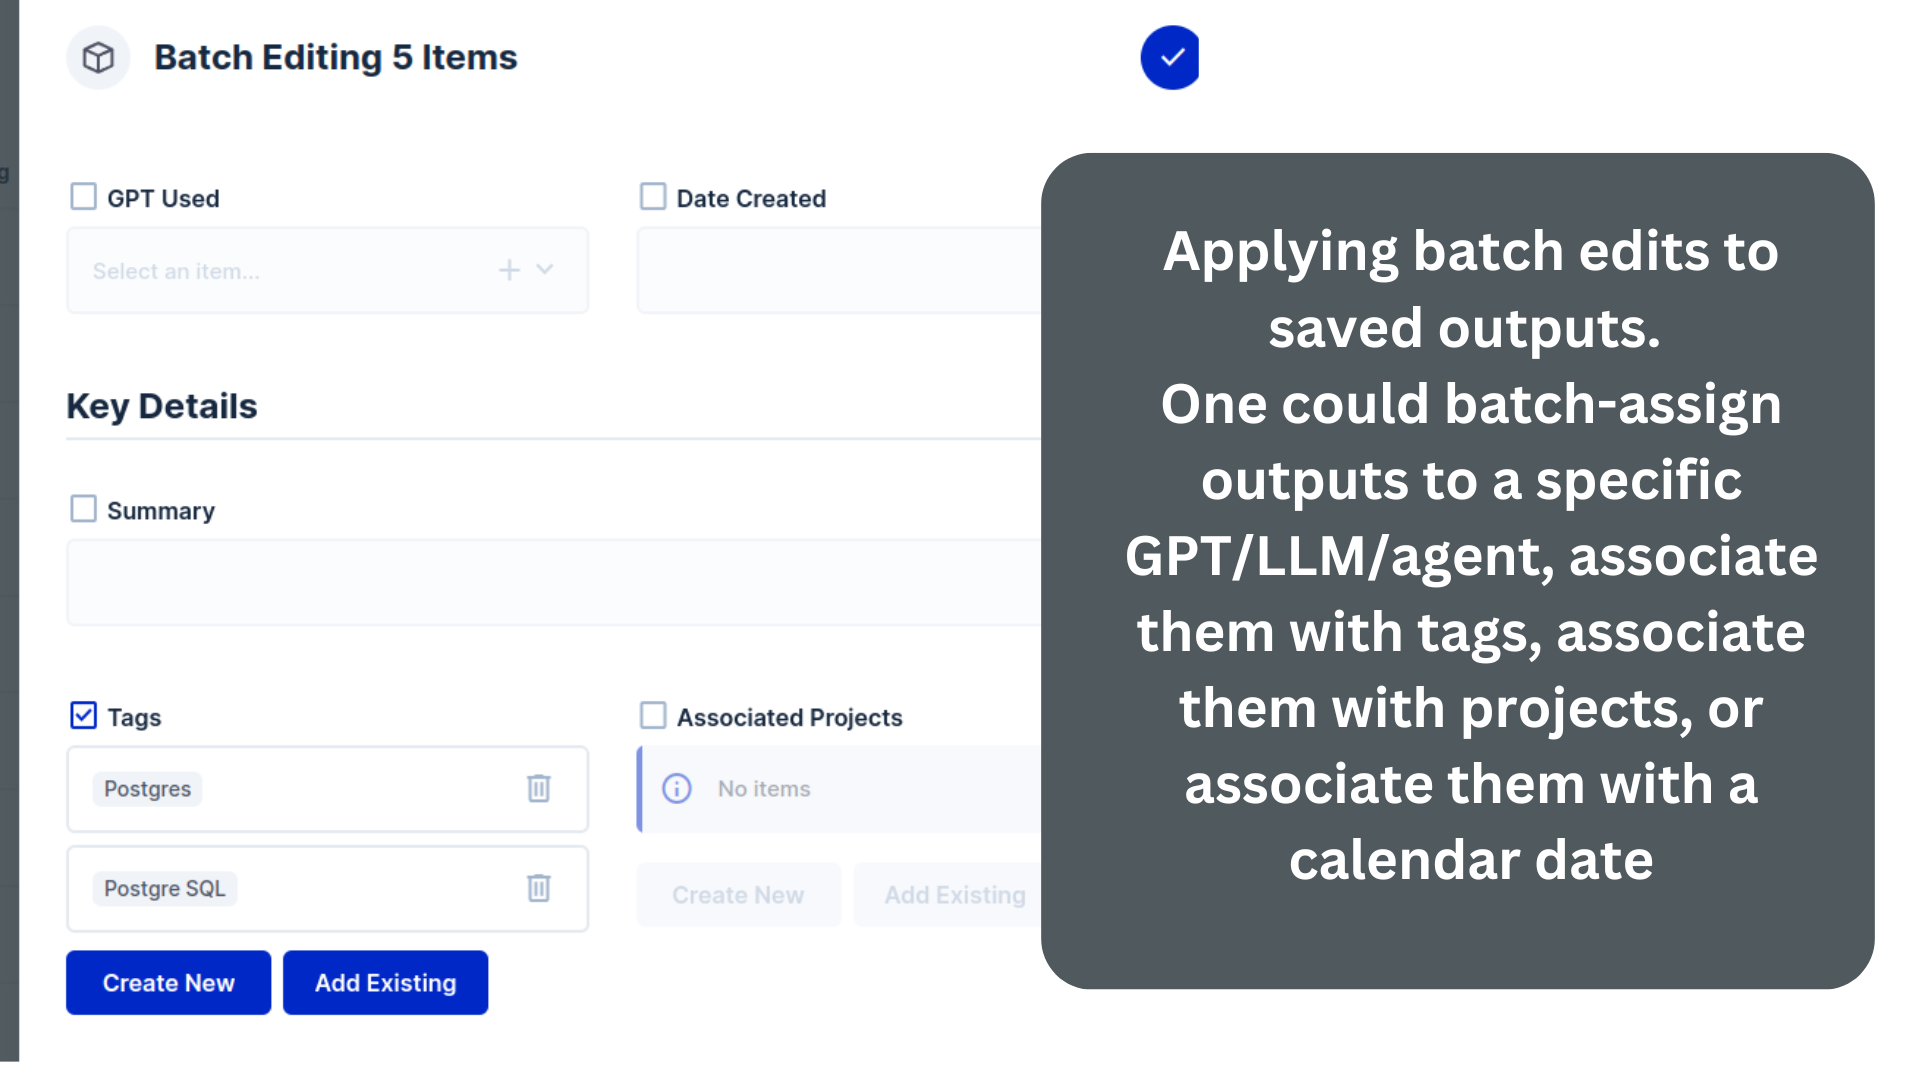 Batch Editing 5 Items
g
GPT Used
Date Created
Select an item...
Key Details
Summary
Tags
Associated Projects
Postgres
No items
Postgre SQL
Create New
Add Existing
Create New
Add Existing
Applying batch edits to
saved outputs.
One could batch-assign
outputs to a specific
GPT/LLM/agent, associate
them with tags, associate
them with projects, or
associate them with a
calendar date